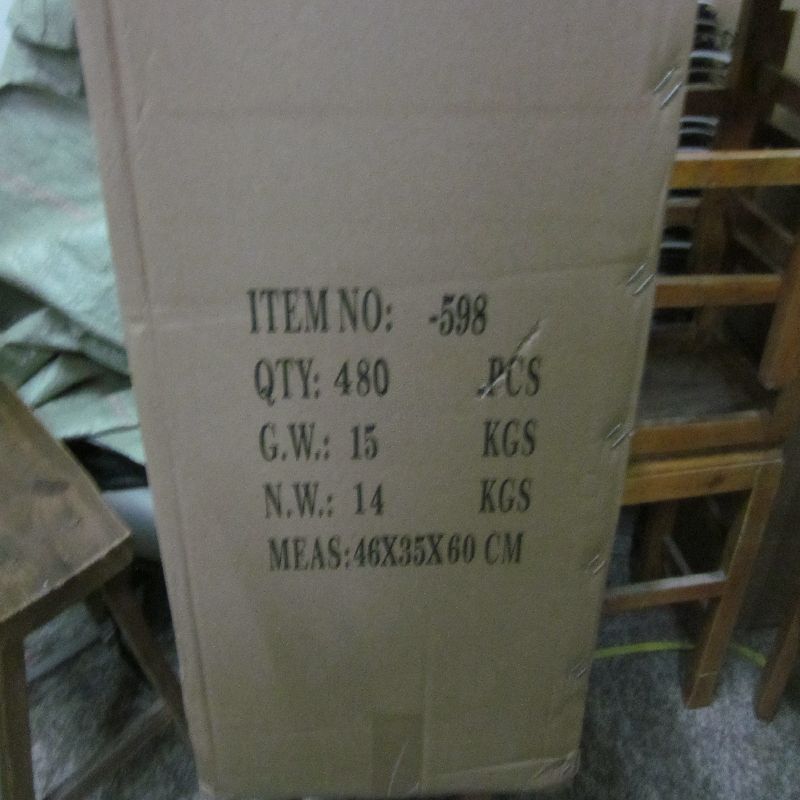 ITEM NO: -598
QTY: 480 .PCS
G.W.: 15 KGS
N.W.: 14 KGS
MEAS:46X35X60 CM